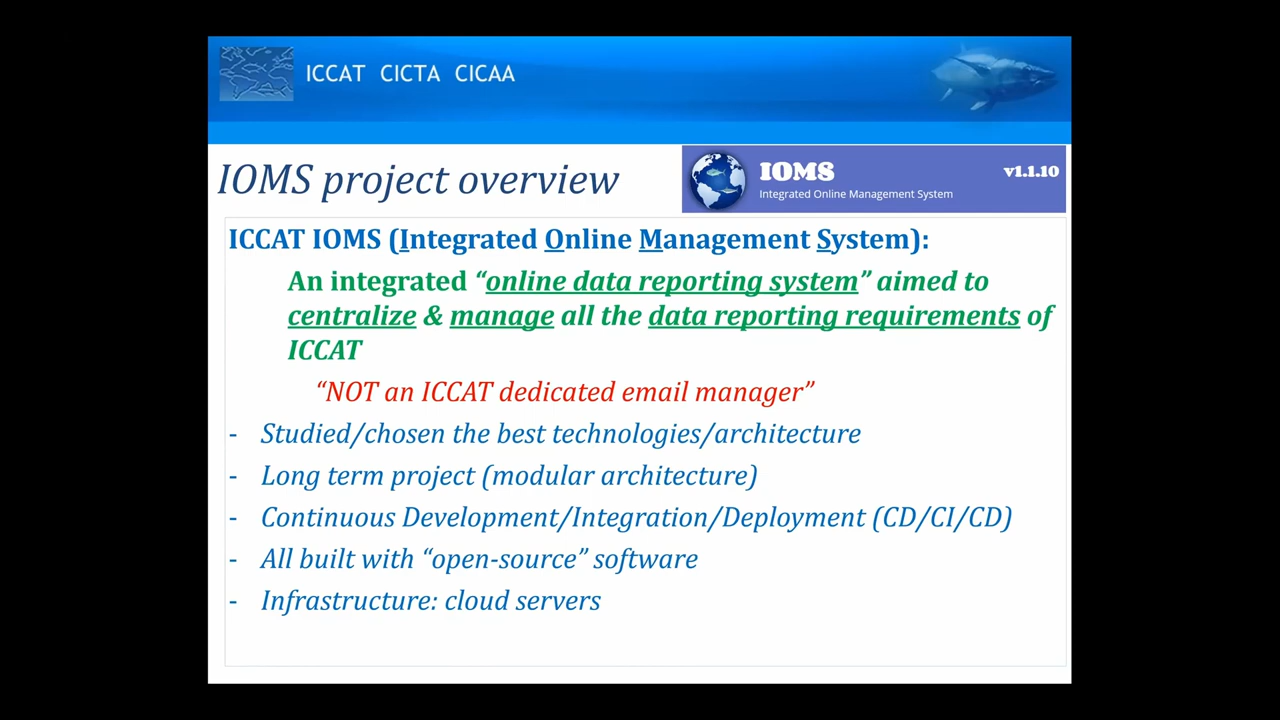 ICCAT CICTA CICAA
IOMS project overview
IOMS
Integrated Online Management System
v1.1.10
ICCAT IOMS (Integrated Online Management System):
An integrated “online data reporting system” aimed to
centralize & manage all the data reporting requirements of
ICCAT
“NOT an ICCAT dedicated email manager”
- Studied/chosen the best technologies/architecture
- Long term project (modular architecture)
- Continuous Development/Integration/Deployment (CD/CI/CD)
- All built with “open-source” software
- Infrastructure: cloud servers